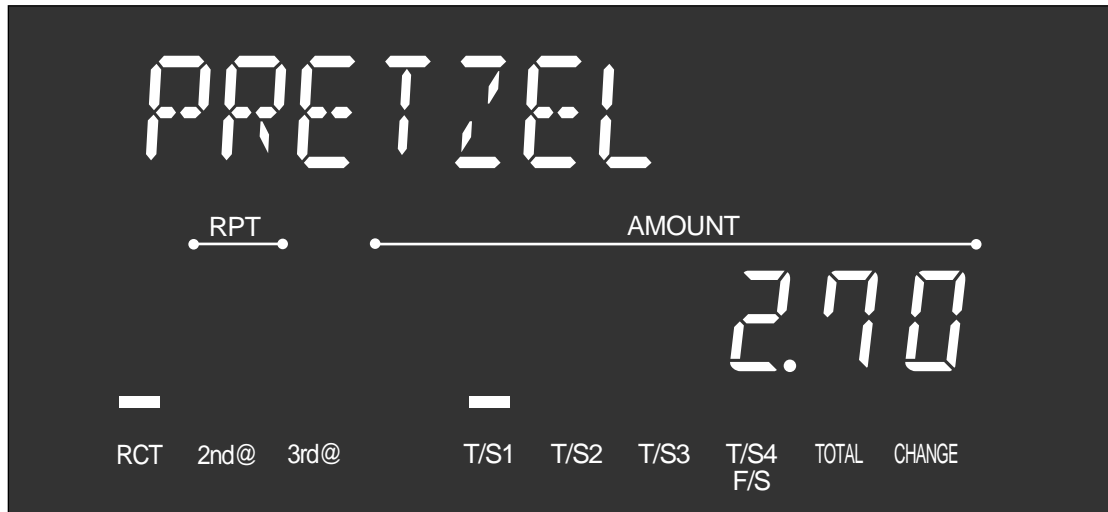 PRETZEL
RPT AMOUNT
2.70
RCT 2nd@ 3rd@ T/S1 T/S2 T/S3 T/S4 TOTAL CHANGE
F/S